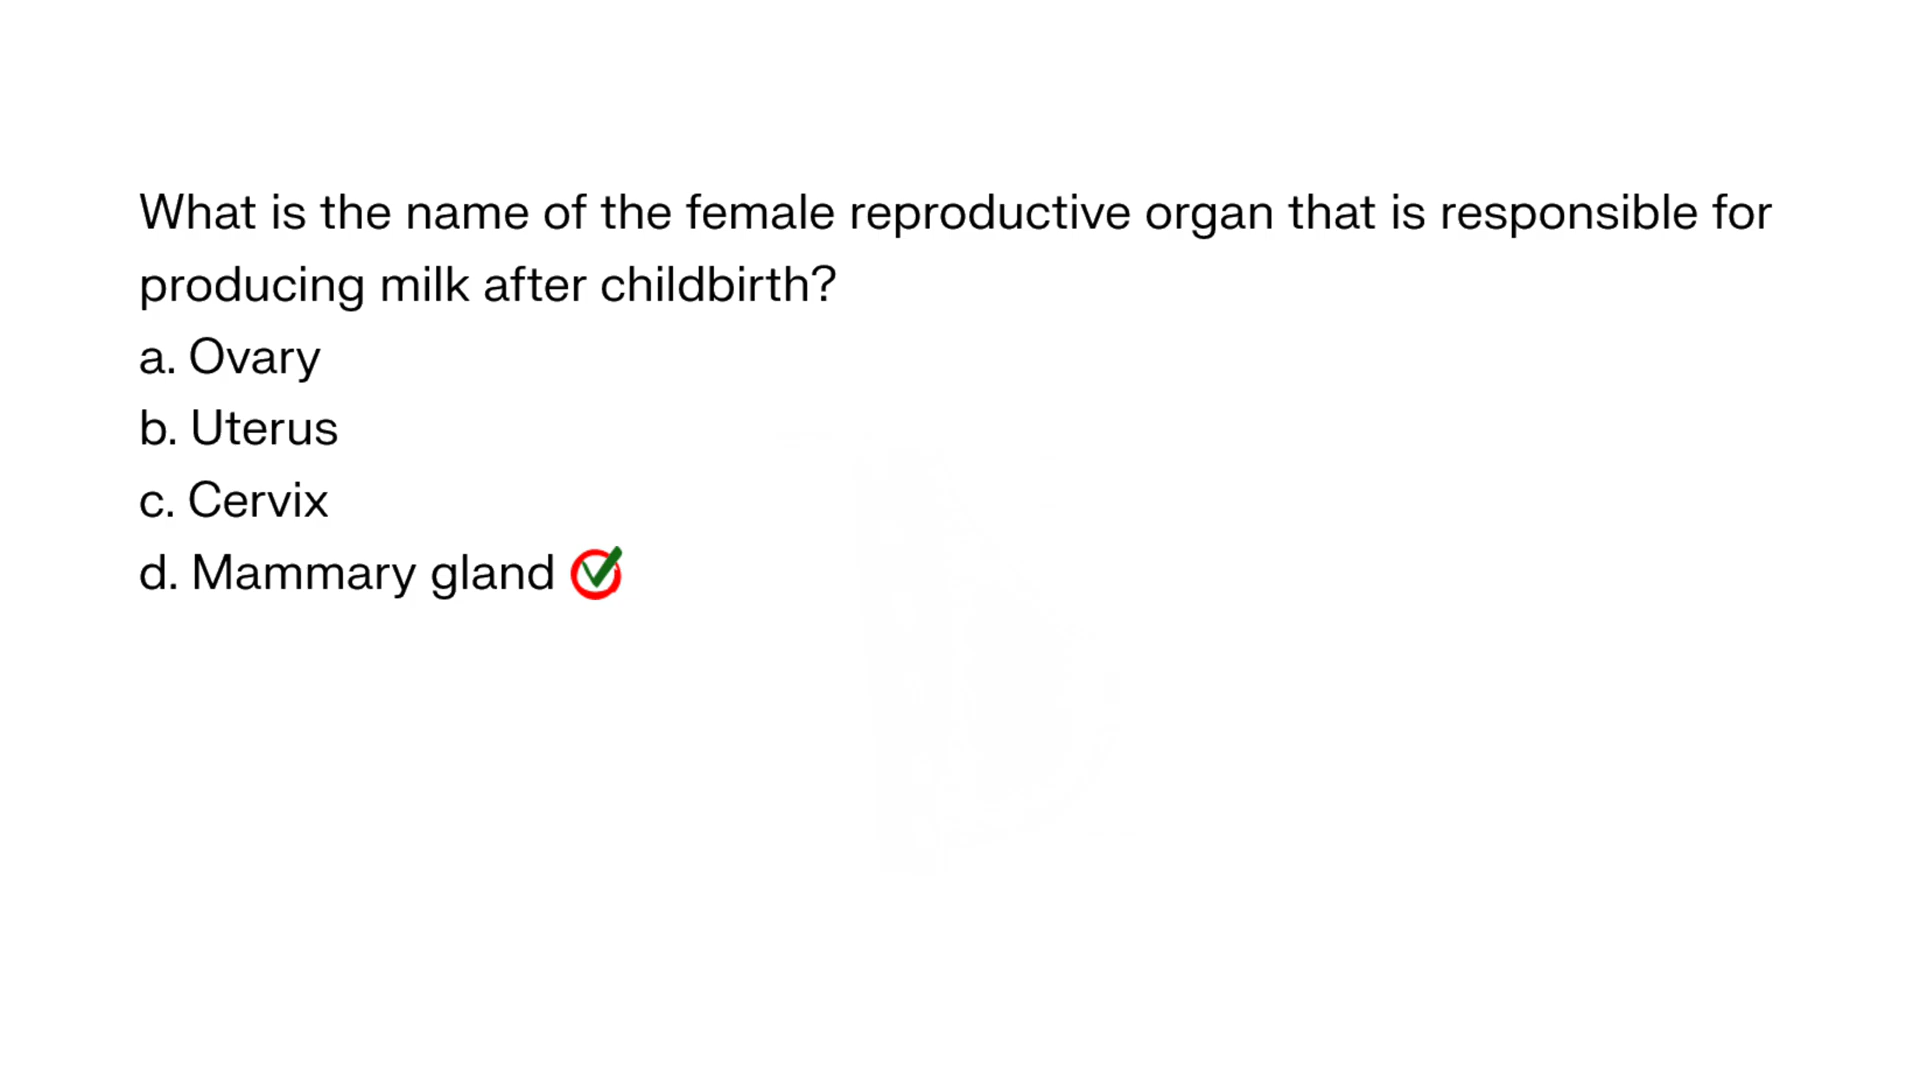 What is the name of the female reproductive organ that is responsible for
producing milk after childbirth?
a. Ovary
b. Uterus
c. Cervix
d. Mammary gland